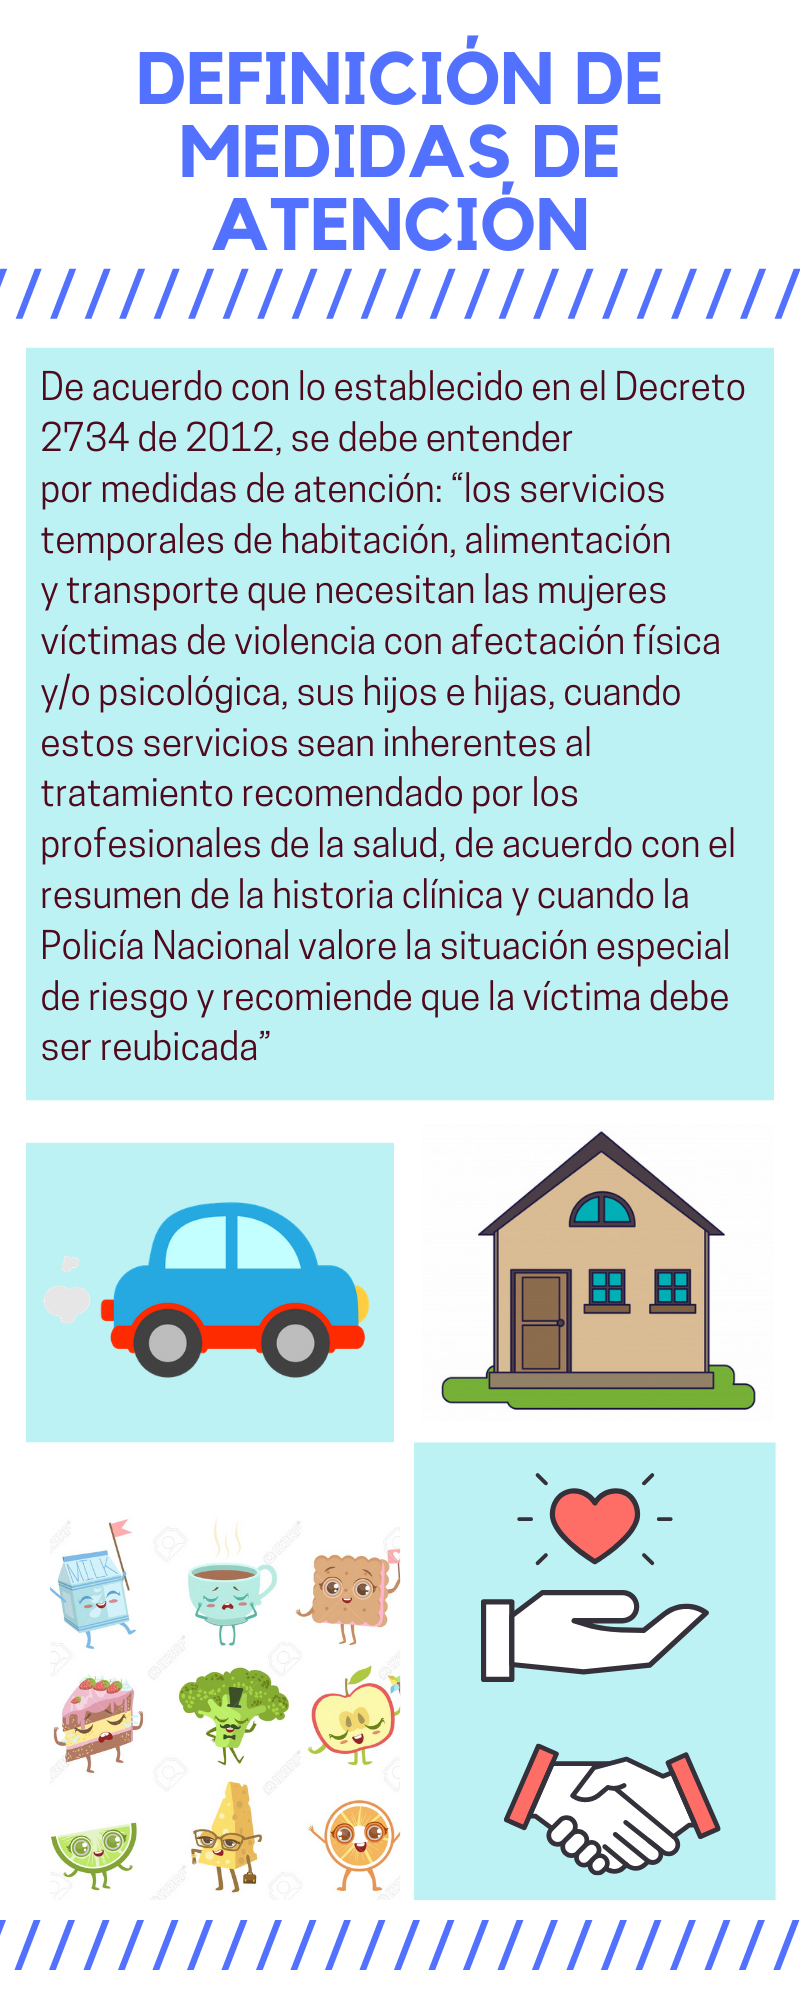 DEFINICIÓN DE
MEDIDAS DE
ATENCIÓN
De acuerdo con lo establecido en el Decreto
2734 de 2012, se debe entender
por medidas de atención: “los servicios
temporales de habitación, alimentación
y transporte que necesitan las mujeres
víctimas de violencia con afectación física
y/o psicológica, sus hijos e hijas, cuando
estos servicios sean inherentes al
tratamiento recomendado por los
profesionales de la salud, de acuerdo con el
resumen de la historia clínica y cuando la
Policía Nacional valore la situación especial
de riesgo y recomiende que la víctima debe
ser reubicada”
MILK